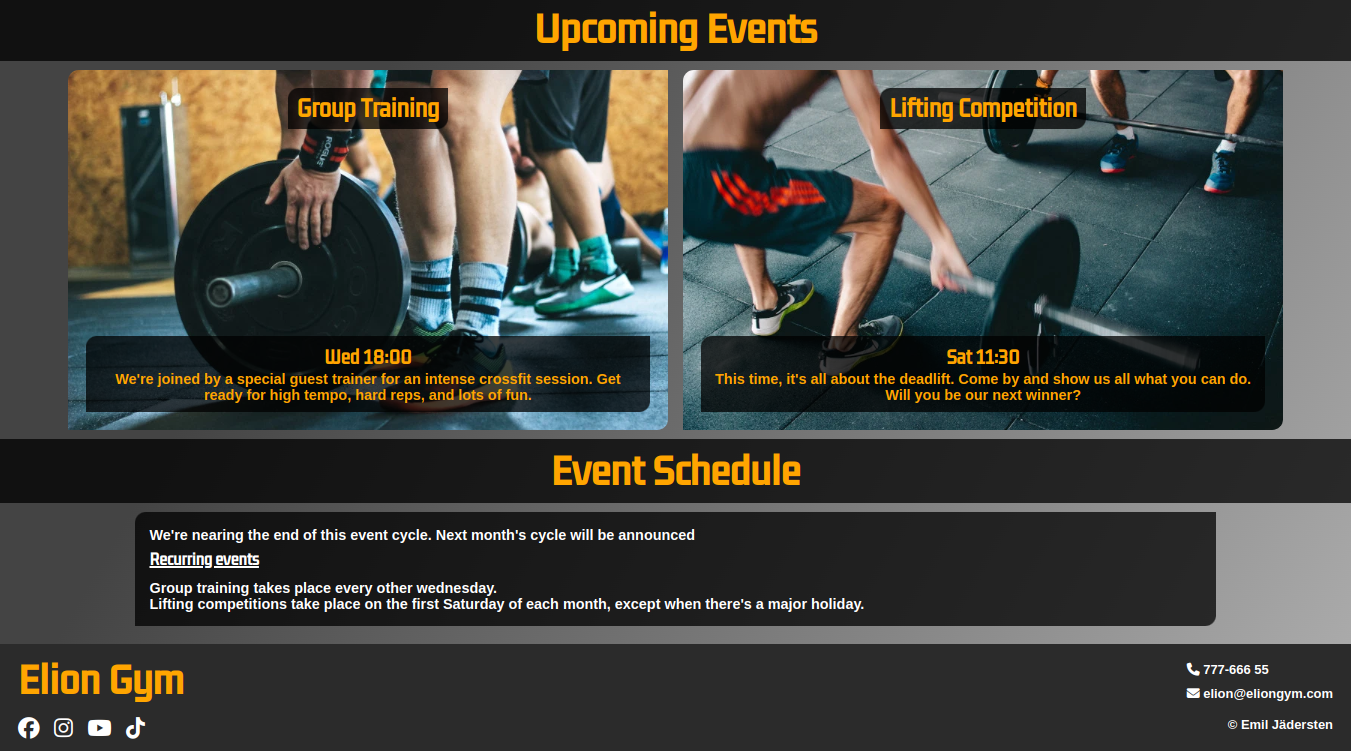 Upcoming Events
Group Training
Lifting Competition
ROGUE
Wed 18:00
We're joined by a special guest trainer for an intense crossfit session. Get
ready for high tempo, hard reps, and lots of fun.
Sat 11:30
This time, it's all about the deadlift. Come by and show us all what you can do.
Will you be our next winner?
Event Schedule
We're nearing the end of this event cycle. Next month's cycle will be announced
Recurring events
Group training takes place every other wednesday.
Lifting competitions take place on the first Saturday of each month, except when there's a major holiday.
Elion Gym
777-666 55
elion@eliongym.com
© Emil Jädersten